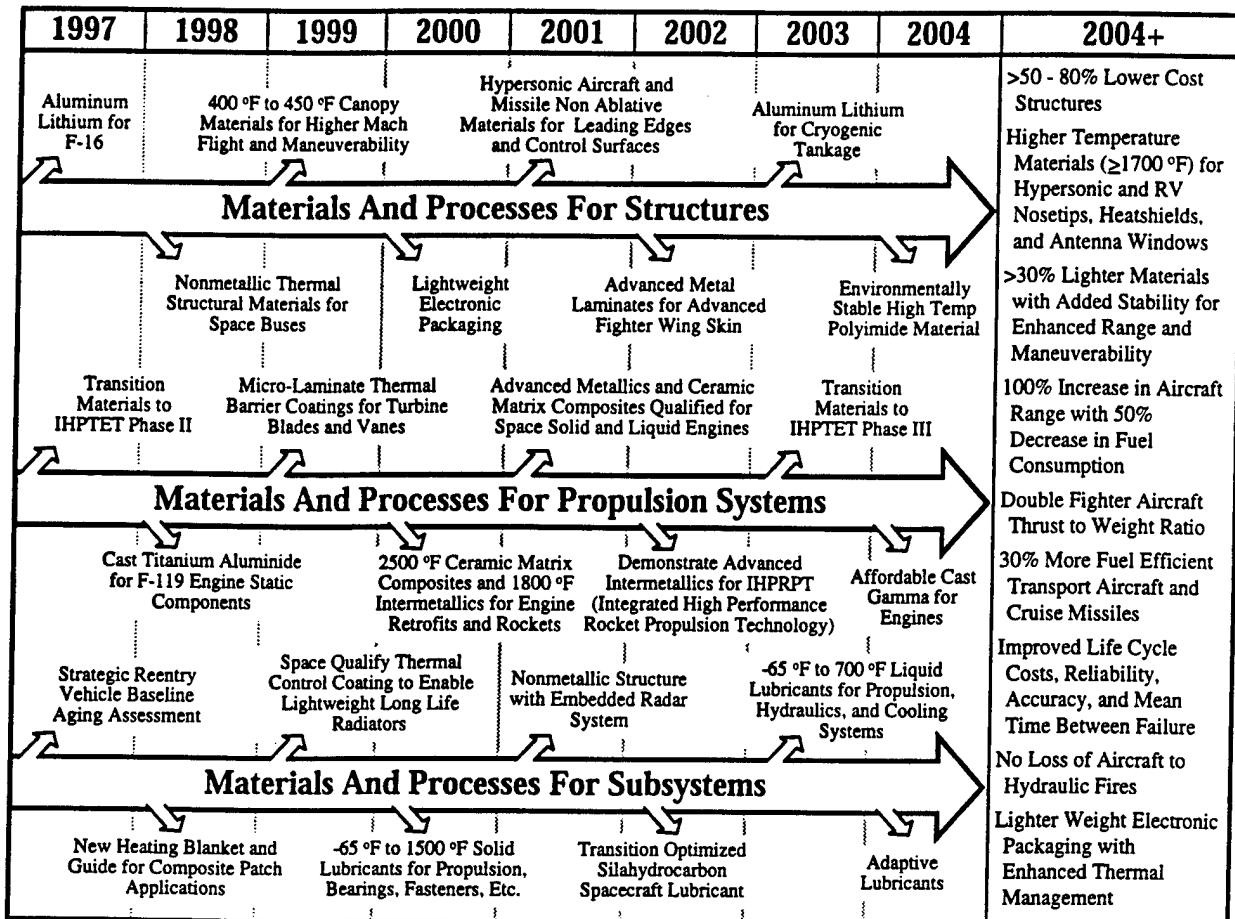 1997 1998 1999 2000 2001 2002 2003 2004 2004+
Aluminum
Lithium for
F-16
400 °F to 450 °F Canopy
Materials for Higher Mach
Flight and Maneuverability
Hypersonic Aircraft and
Missile Non Ablative
Materials for Leading Edges
and Control Surfaces
Aluminum Lithium
for Cryogenic
Tankage
Materials And Processes For Structures
Nonmetallic Thermal
Structural Materials for
Space Buses
Lightweight
Electronic
Packaging
Advanced Metal
Laminates for Advanced
Fighter Wing Skin
Environmentally
Stable High Temp
Polyimide Material
Transition
Materials to
IHPTET Phase II
Micro-Laminate Thermal
Barrier Coatings for Turbine
Blades and Vanes
Advanced Metallics and Ceramic
Matrix Composites Qualified for
Space Solid and Liquid Engines
Transition
Materials to
IHPTET Phase III
Materials And Processes For Propulsion Systems
Cast Titanium Aluminide
for F-119 Engine Static
Components
2500 °F Ceramic Matrix
Composites and 1800 °F
Intermetallics for Engine
Retrofits and Rockets
Demonstrate Advanced
Intermetallics for IHPRPT
(Integrated High Performance
Rocket Propulsion Technology)
Affordable Cast
Gamma for
Engines
Strategic Reentry
Vehicle Baseline
Aging Assessment
Space Qualify Thermal
Control Coating to Enable
Lightweight Long Life
Radiators
Nonmetallic Structure
with Embedded Radar
System
-65 °F to 700 °F Liquid
Lubricants for Propulsion,
Hydraulics, and Cooling
Systems
Materials And Processes For Subsystems
New Heating Blanket and
Guide for Composite Patch
Applications
-65 °F to 1500 °F Solid
Lubricants for Propulsion,
Bearings, Fasteners, Etc.
Transition Optimized
Silahydrocarbon
Spacecraft Lubricant
Adaptive
Lubricants
>50 - 80% Lower Cost
Structures
Higher Temperature
Materials (≥1700 °F) for
Hypersonic and RV
Nosetips, Heatshields,
and Antenna Windows
>30% Lighter Materials
with Added Stability for
Enhanced Range and
Maneuverability
100% Increase in Aircraft
Range with 50%
Decrease in Fuel
Consumption
Double Fighter Aircraft
Thrust to Weight Ratio
30% More Fuel Efficient
Transport Aircraft and
Cruise Missiles
Improved Life Cycle
Costs, Reliability,
Accuracy, and Mean
Time Between Failure
No Loss of Aircraft to
Hydraulic Fires
Lighter Weight Electronic
Packaging with
Enhanced Thermal
Management